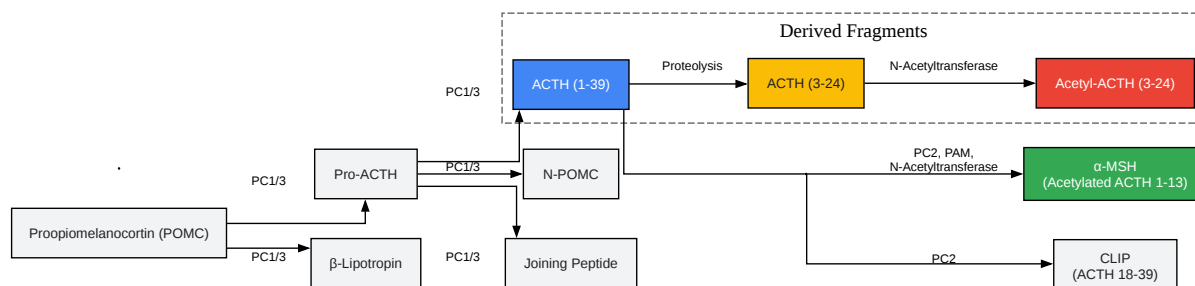 Derived Fragments
Proteolysis
N-Acetyltransferase
PC1/3
ACTH (1-39)
ACTH (3-24)
Acetyl-ACTH (3-24)
PC1/3
Pro-ACTH
PC1/3
N-POMC
PC2, PAM,
N-Acetyltransferase
α-MSH
(Acetylated ACTH 1-13)
Proopiomelanocortin (POMC)
PC1/3
β-Lipotropin
PC1/3
Joining Peptide
PC2
CLIP
(ACTH 18-39)